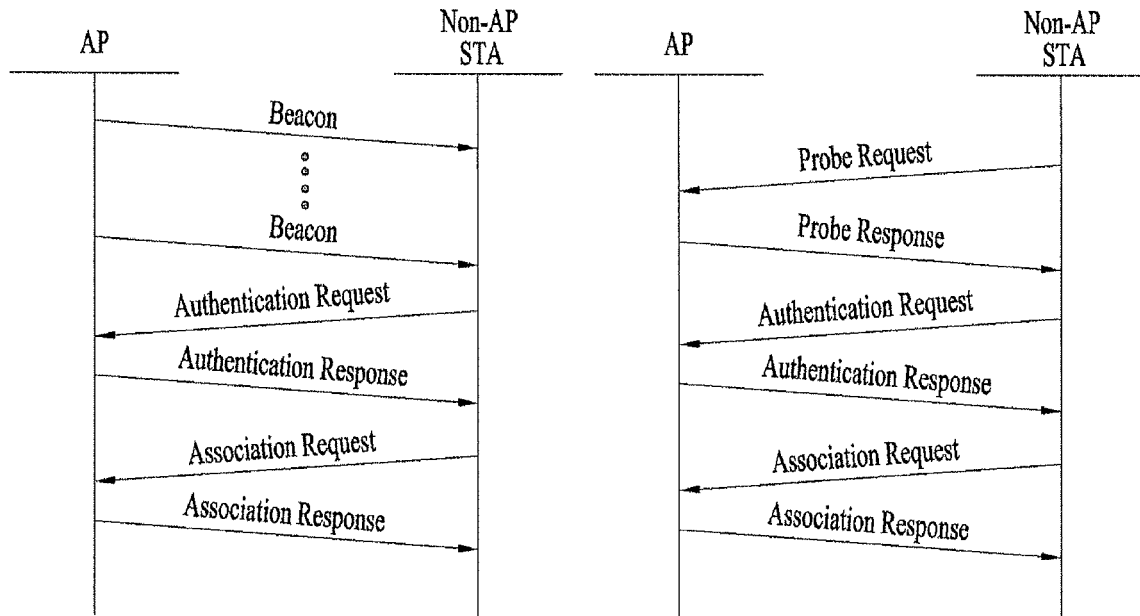 AP
Non-AP
STA
Beacon
Beacon
Authentication Request
Authentication Response
Association Request
Association Response
AP
Non-AP
STA
Probe Request
Probe Response
Authentication Request
Authentication Response
Association Request
Association Response